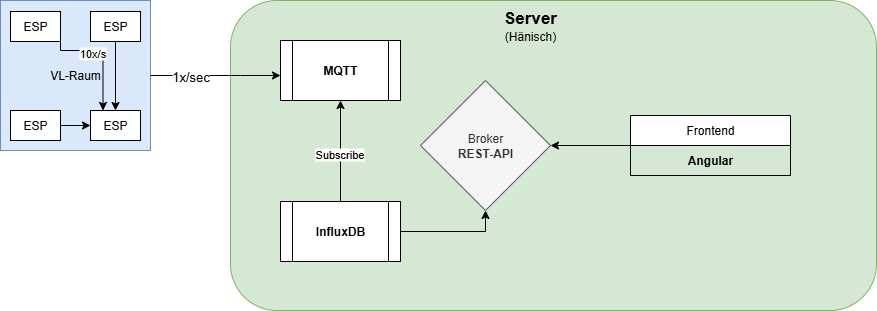 ESP
ESP
10x/s
VL-Raum
ESP
ESP
1x/sec
Server
(Hänisch)
MQTT
Subscribe
InfluxDB
Broker
REST-API
Frontend
Angular